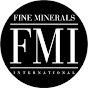 FINE MINERALS
FMI
INTERNATIONAL